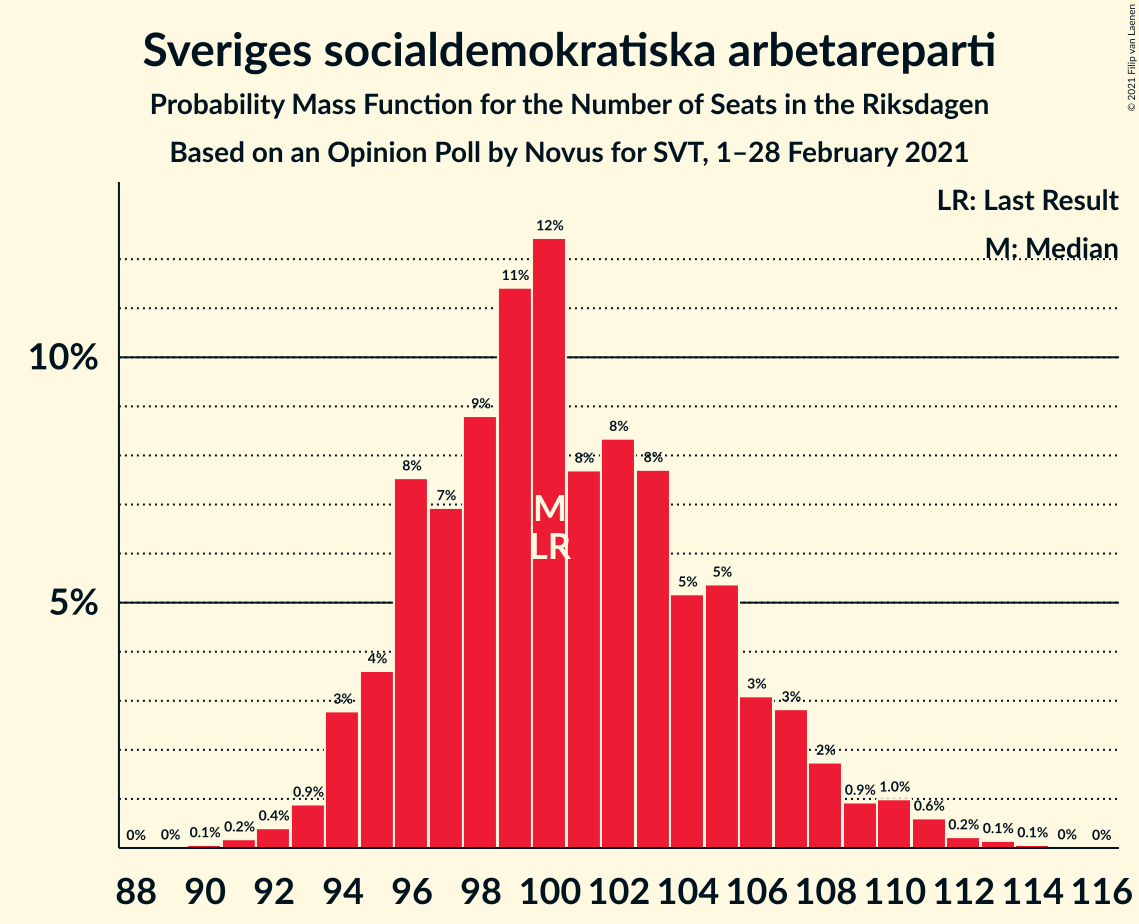 Sveriges socialdemokratiska arbetareparti
Probability Mass Function for the Number of Seats in the Riksdagen
Based on an Opinion Poll by Novus for SVT, 1–28 February 2021
© 2021 Filip van Laenen
LR: Last Result
M: Median
10%
5%
0% 0% 0.1% 0.2% 0.4% 0.9% 3% 4% 8% 7% 9% 11% 12% 8% 8% 8% 5% 5% 3% 3% 2% 0.9% 1.0% 0.6% 0.2% 0.1% 0.1% 0% 0%
M
LR
88 90 92 94 96 98 100 102 104 106 108 110 112 114 116